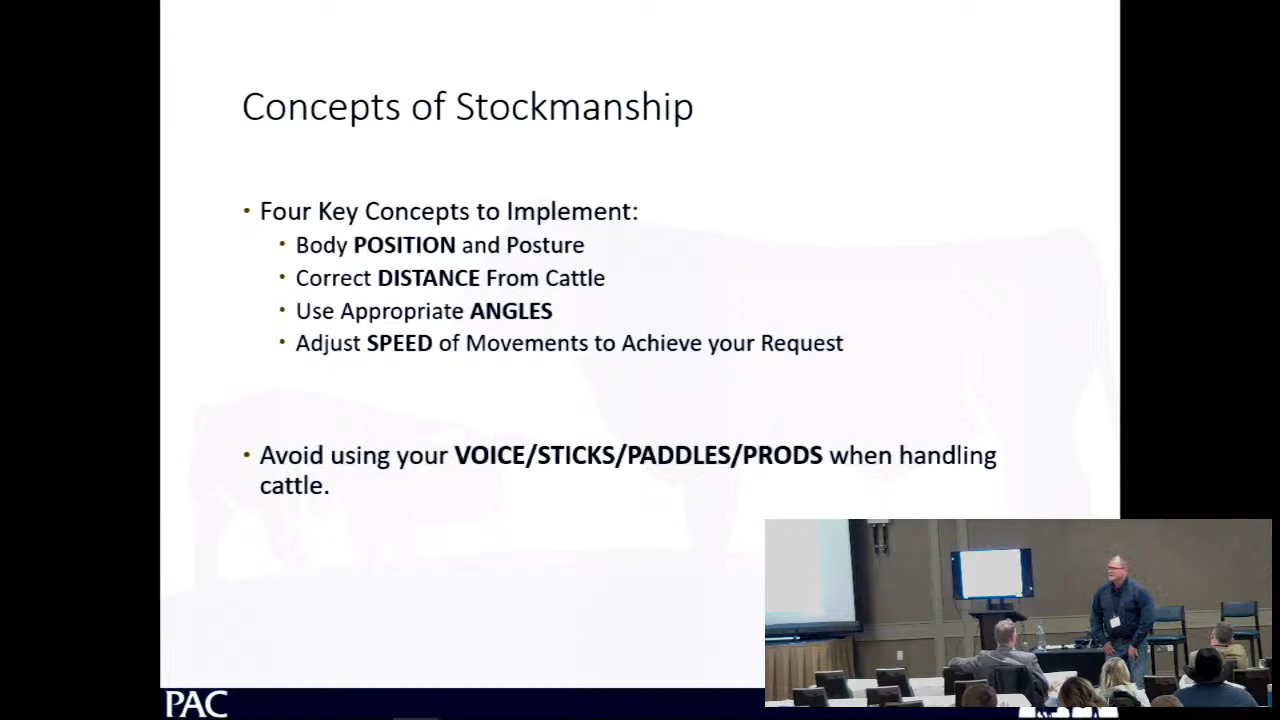 Concepts of Stockmanship
• Four Key Concepts to Implement:
• Body POSITION and Posture
• Correct DISTANCE From Cattle
• Use Appropriate ANGLES
• Adjust SPEED of Movements to Achieve your Request
• Avoid using your VOICE/STICKS/PADDLES/PRODS when handling
cattle.
PAC